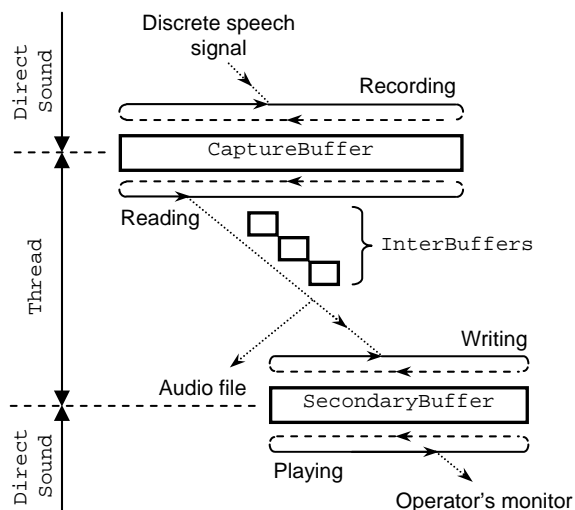 Discrete speech
signal
Direct
Sound
Recording
CaptureBuffer
Reading
InterBuffers
Thread
Writing
Audio file
SecondaryBuffer
Direct
Sound
Playing
Operator's monitor